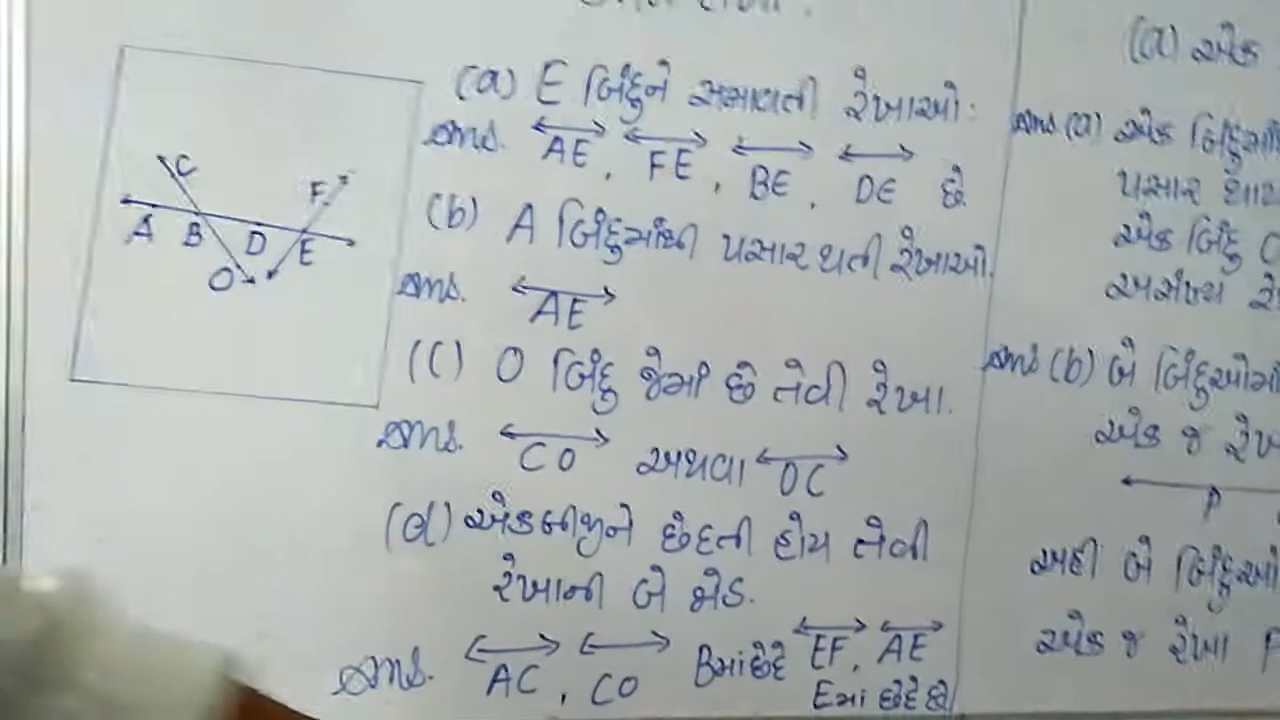 (a) E બિંદુને સમાવતી રેખાઓ:
Ans. AE, FE, BE, DE છે.
(b) A બિંદુમાંથી પસાર થતી રેખાઓ.
Ans. AE
(c) O બિંદુ જેમાં છે તેવી રેખા.
Ans. CO અથવા OC
(d) એકબીજીને છેદતી હોય તેવી
રેખાની બે જોડ.
Ans. AC, CO Bમાં છેદે EF, AE
Eમાં છેદે છે
C
F
A B D E
O
(a) એક
Ans (a) એક
પસાર
એક બિંદુ O
અસંખ્ય
Ans (b) બે
એક જ
P
અહીં બે
એક જ રેખા P